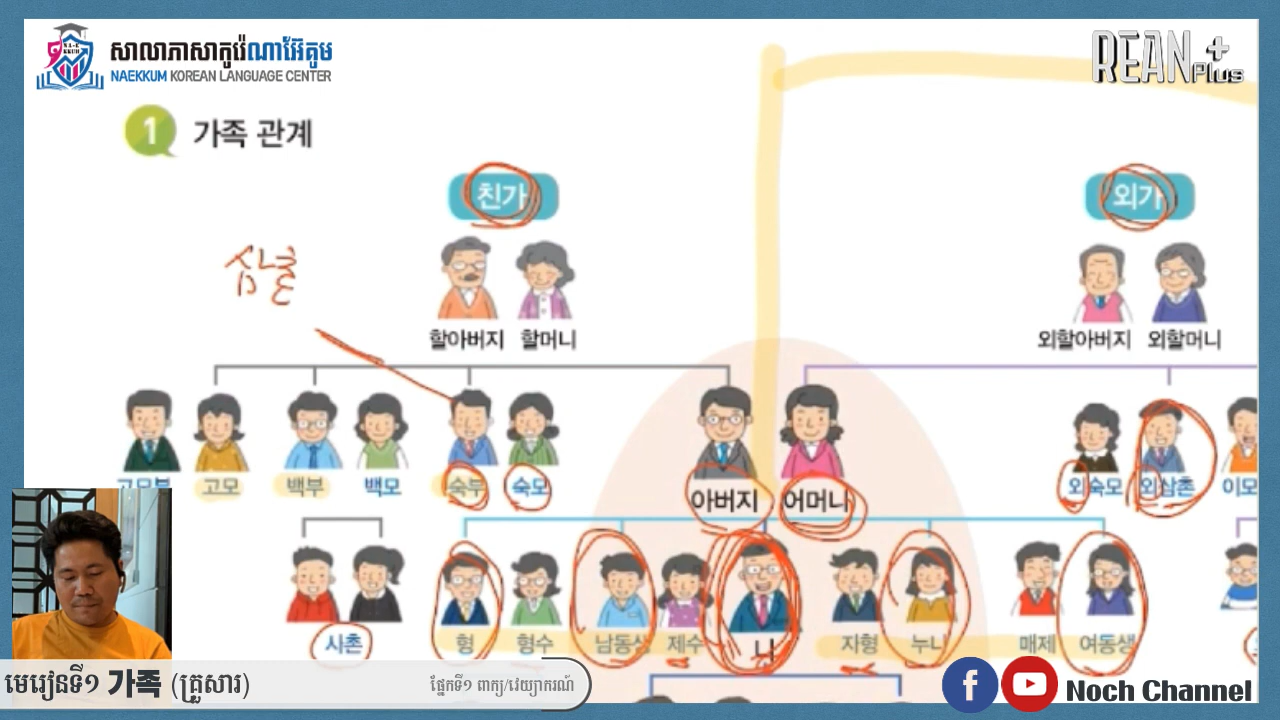 សាលាភាសាកូរ៉េណាអ៊ែគូម
NAEKKUM KOREAN LANGUAGE CENTER
REAN + Plus
1 가족 관계
친가 외가
삼촌
할아버지 할머니 외할아버지 외할머니
고모부 고모 백부 백모 숙부 숙모 아버지 어머니 외숙모 외삼촌 이모
사촌 형 형수 남동생 제수 나 자형 누나 매제 여동생
មេរៀនទី១ 가족 (គ្រួសារ) ផ្នែកទី១ ពាក្យ/វេយ្យាករណ៍
Noch Channel